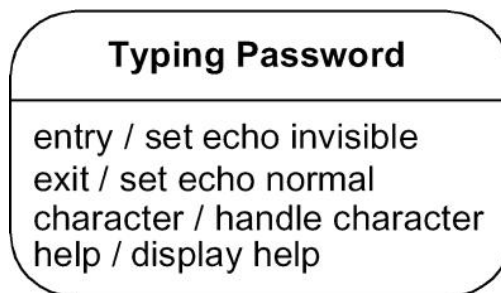 Typing Password
entry / set echo invisible
exit / set echo normal
character / handle character
help / display help